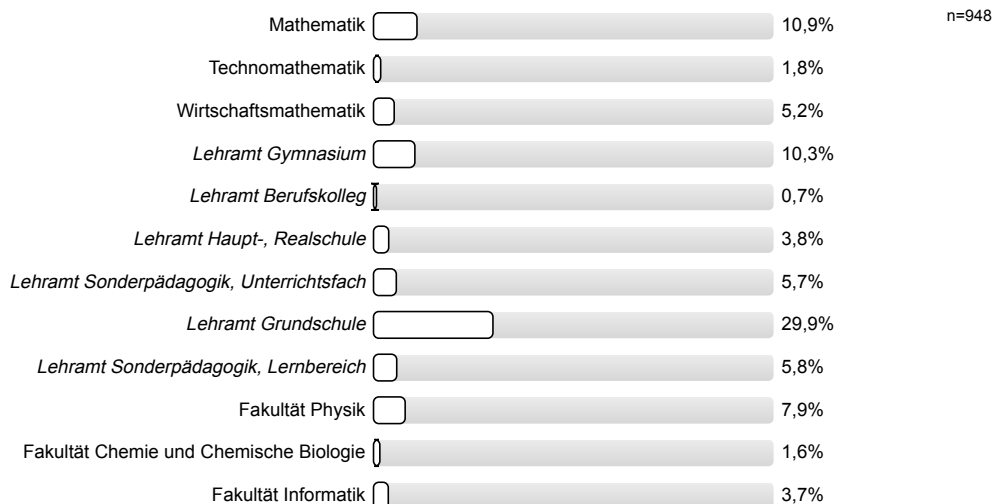 Mathematik 10,9% n=948
Technomathematik 1,8%
Wirtschaftsmathematik 5,2%
Lehramt Gymnasium 10,3%
Lehramt Berufskolleg 0,7%
Lehramt Haupt-, Realschule 3,8%
Lehramt Sonderpädagogik, Unterrichtsfach 5,7%
Lehramt Grundschule 29,9%
Lehramt Sonderpädagogik, Lernbereich 5,8%
Fakultät Physik 7,9%
Fakultät Chemie und Chemische Biologie 1,6%
Fakultät Informatik 3,7%